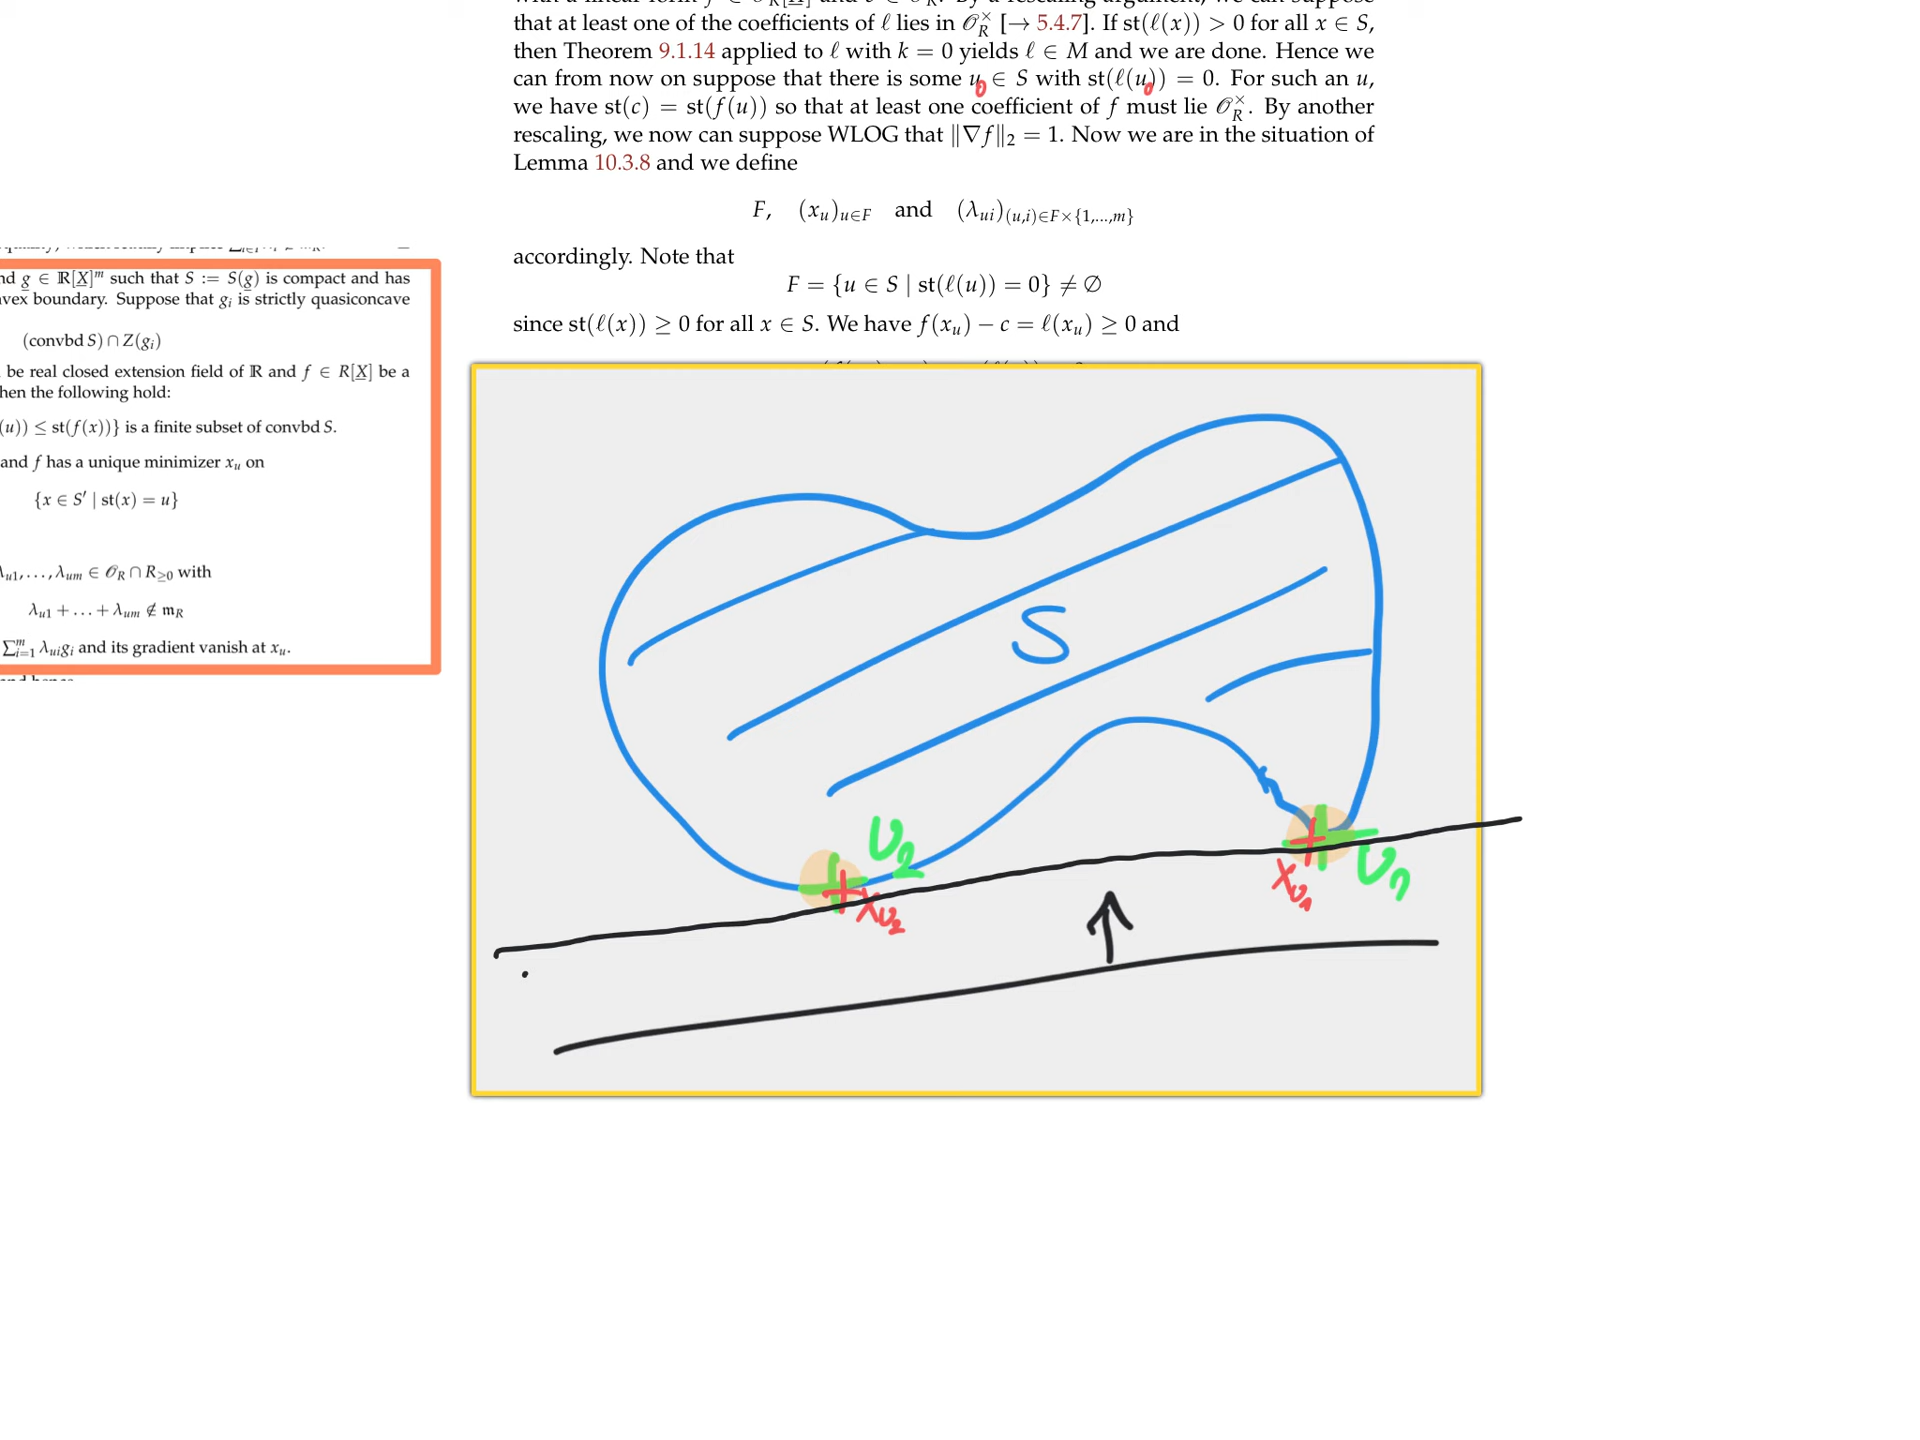 that at least one of the coefficients of ℓ lies in 𝒪_R^× [→ 5.4.7]. If st(ℓ(x)) > 0 for all x ∈ S,
then Theorem 9.1.14 applied to ℓ with k = 0 yields ℓ ∈ M and we are done. Hence we
can from now on suppose that there is some u₀ ∈ S with st(ℓ(u₀)) = 0. For such an u,
we have st(c) = st(f(u)) so that at least one coefficient of f must lie 𝒪_R^×. By another
rescaling, we now can suppose WLOG that ‖∇f‖₂ = 1. Now we are in the situation of
Lemma 10.3.8 and we define
F, (x_u)_{u∈F} and (λ_{ui})_{(u,i)∈F×{1,...,m}}
accordingly. Note that
F = {u ∈ S | st(ℓ(u)) = 0} ≠ ∅
since st(ℓ(x)) ≥ 0 for all x ∈ S. We have f(x_u) − c = ℓ(x_u) ≥ 0 and
nd g ∈ ℝ[X]^m such that S := S(g) is compact and has
vex boundary. Suppose that g_i is strictly quasiconcave
(convbd S) ∩ Z(g_i)
be real closed extension field of ℝ and f ∈ R[X] be a
hen the following hold:
(u)) ≤ st(f(x))} is a finite subset of convbd S.
and f has a unique minimizer x_u on
{x ∈ S′ | st(x) = u}
λ_{u1}, . . . , λ_{um} ∈ 𝒪_R ∩ R_{≥0} with
λ_{u1} + . . . + λ_{um} ∉ 𝔪_R
∑_{i=1}^m λ_{ui}g_i and its gradient vanish at x_u.
S
U₂
x_{u₂}
U₁
x_{u₁}